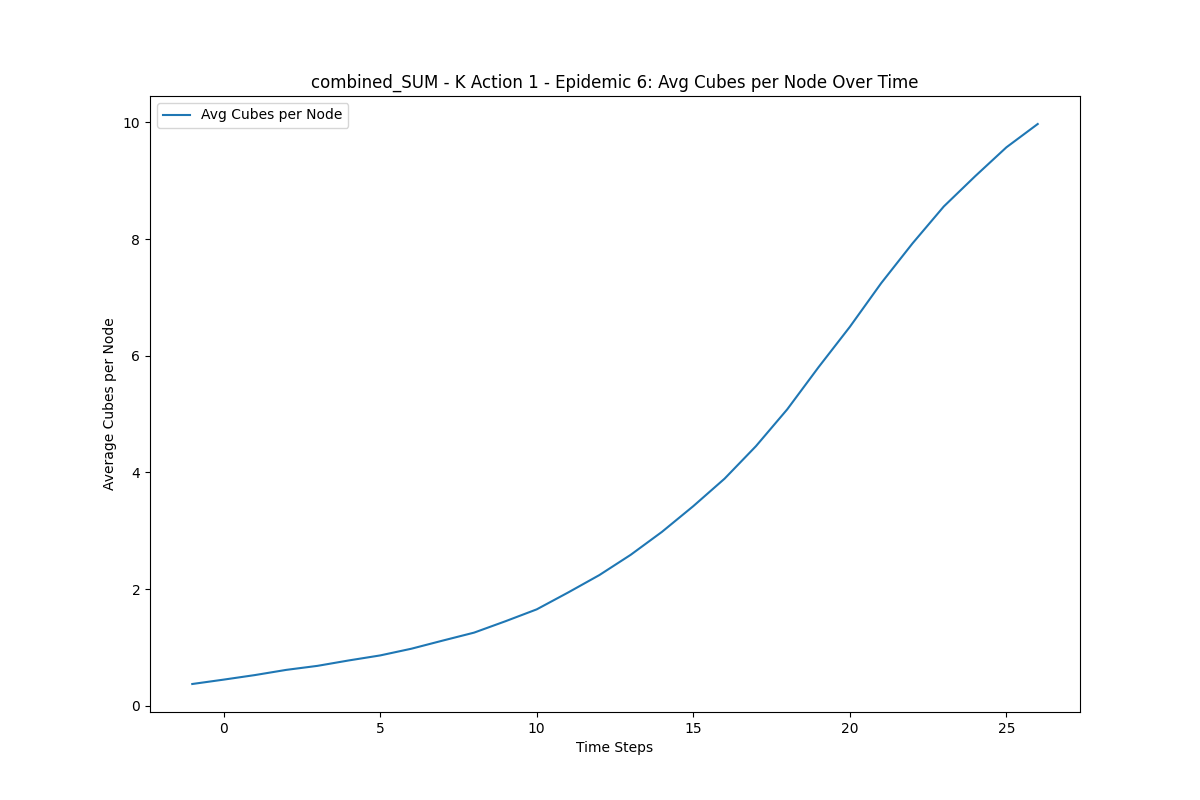 combined_SUM - K Action 1 - Epidemic 6: Avg Cubes per Node Over Time
Avg Cubes per Node
Average Cubes per Node
10
8
6
4
2
0
0 5 10 15 20 25
Time Steps